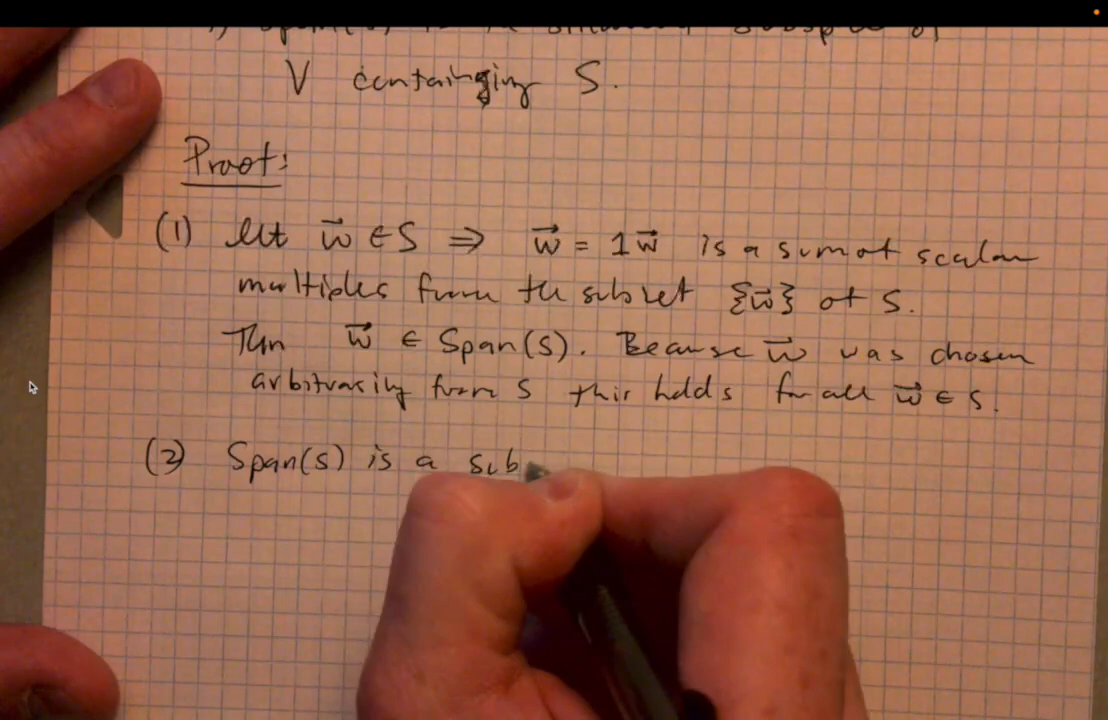 V containing S.
Proof:
(1) let w⃗ ∈ S ⇒ w⃗ = 1w⃗ is a sum of scalar
multiples from the subset {w⃗} of S.
Then w⃗ ∈ Span(S). Because w⃗ was chosen
arbitrarily from S this holds for all w⃗ ∈ S.
(2) Span(S) is a sub